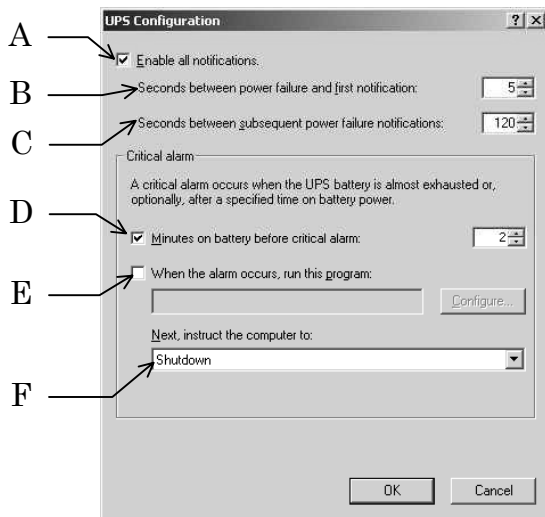 UPS Configuration
A
Enable all notifications.
B
Seconds between power failure and first notification:
5
C
Seconds between subsequent power failure notifications:
120
Critical alarm
A critical alarm occurs when the UPS battery is almost exhausted or,
optionally, after a specified time on battery power.
D
Minutes on battery before critical alarm:
2
E
When the alarm occurs, run this program:
Configure...
Next, instruct the computer to:
F
Shutdown
OK
Cancel